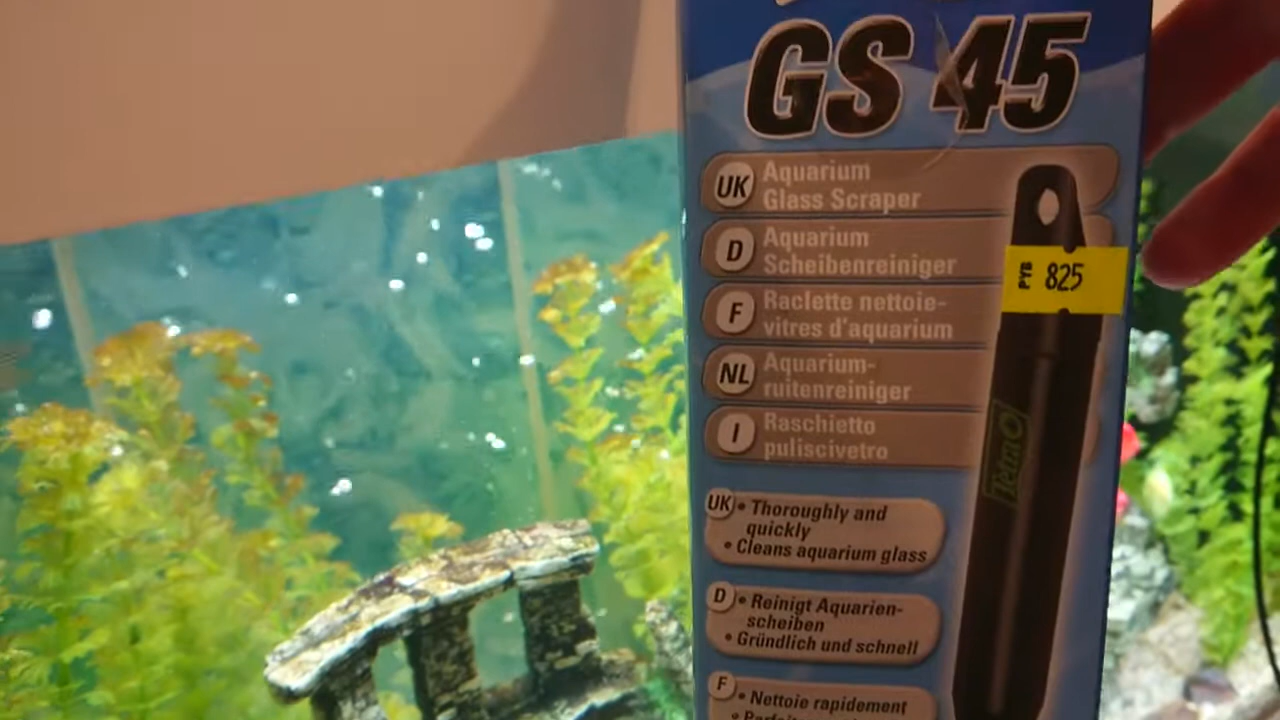 GS 45
UK Aquarium
Glass Scraper
D Aquarium
Scheibenreiniger
F Raclette nettoie-
vitres d'aquarium
NL Aquarium-
ruitenreiniger
I Raschietto
puliscivetro
PYB 825
Tetra
UK • Thoroughly and
quickly
• Cleans aquarium glass
D • Reinigt Aquarien-
scheiben
• Gründlich und schnell
F • Nettoie rapidement